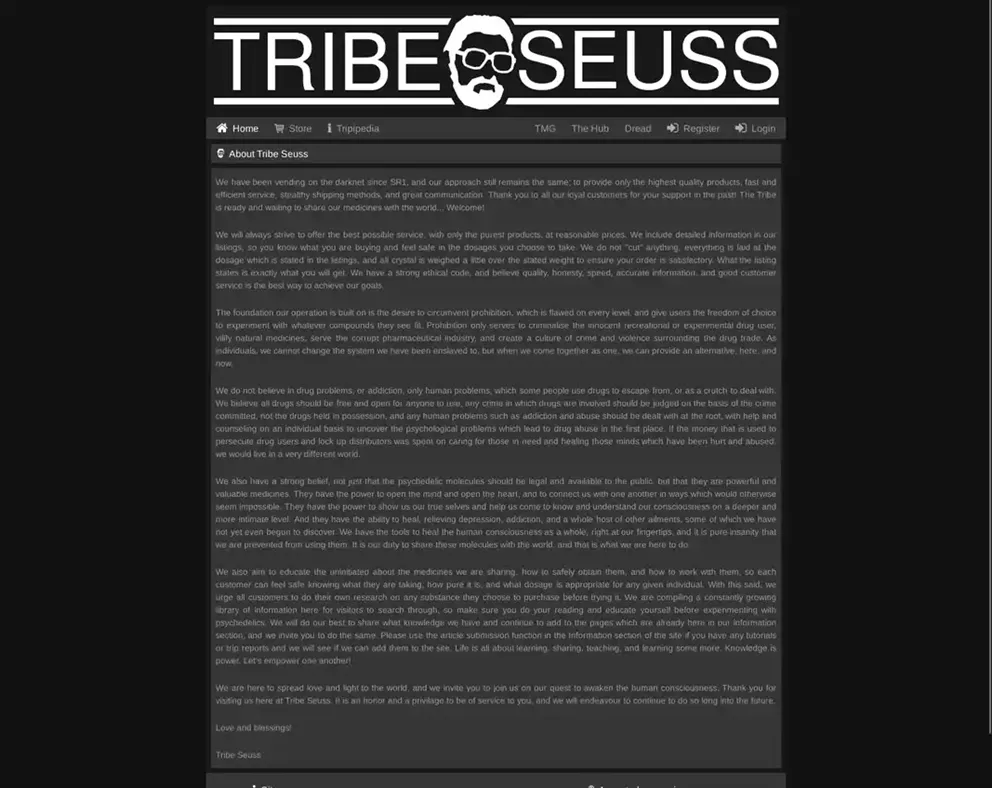 TRIBE SEUSS
Home Store Tripipedia TMG The Hub Dread Register Login
About Tribe Seuss
We have been vending on the darknet since SR1, and our approach still remains the same; to provide only the highest quality products, fast and
efficient service, stealthy shipping methods, and great communication. Thank you to all our loyal customers for your support in the past! The Tribe
is ready and waiting to share our medicines with the world... Welcome!
We will always strive to offer the best possible service, with only the purest products, at reasonable prices. We include detailed information in our
listings, so you know what you are buying and feel safe in the dosages you choose to take. We do not "cut" anything, everything is laid at the
dosage which is stated in the listings, and all crystal is weighed a little over the stated weight to ensure your order is satisfactory. What the listing
states is exactly what you will get. We have a strong ethical code, and believe quality, honesty, speed, accurate information, and good customer
service is the best way to achieve our goals.
The foundation our operation is built on is the desire to circumvent prohibition, which is flawed on every level, and give users the freedom of choice
to experiment with whatever compounds they see fit. Prohibition only serves to criminalise the innocent recreational or experimental drug user,
vilify natural medicines, serve the corrupt pharmaceutical industry, and create a culture of crime and violence surrounding the drug trade. As
individuals, we cannot change the system we have been enslaved to, but when we come together as one, we can provide an alternative, here, and
now.
We do not believe in drug problems, or addiction, only human problems, which some people use drugs to escape from, or as a crutch to deal with.
We believe all drugs should be free and open for anyone to use, any crime in which drugs are involved should be judged on the basis of the crime
committed, not the drugs held in possession, and any human problems such as addiction and abuse should be dealt with at the root, with help and
counseling on an individual basis to uncover the psychological problems which lead to drug abuse in the first place. If the money that is used to
persecute drug users and lock up distributors was spent on caring for those in need and healing those minds which have been hurt and abused,
we would live in a very different world.
We also have a strong belief, not just that the psychedelic molecules should be legal and available to the public, but that they are powerful and
valuable medicines. They have the power to open the mind and open the heart, and to connect us with one another in ways which would otherwise
seem impossible. They have the power to show us our true selves and help us come to know and understand our consciousness on a deeper and
more intimate level. And they have the ability to heal, relieving depression, addiction, and a whole host of other ailments, some of which we have
not yet even begun to discover. We have the tools to heal the human consciousness as a whole, right at our fingertips, and it is pure insanity that
we are prevented from using them. It is our duty to share these molecules with the world, and that is what we are here to do.
We also aim to educate the uninitiated about the medicines we are sharing, how to safely obtain them, and how to work with them, so each
customer can feel safe knowing what they are taking, how pure it is, and what dosage is appropriate for any given individual. With this said, we
urge all customers to do their own research on any substance they choose to purchase before trying it. We are compiling a constantly growing
library of information here for visitors to search through, so make sure you do your reading and educate yourself before experimenting with
psychedelics. We will do our best to share what knowledge we have and continue to add to the pages which are already here in our information
section, and we invite you to do the same. Please use the article submission function in the Information section of the site if you have any tutorials
or trip reports and we will see if we can add them to the site. Life is all about learning, sharing, teaching, and learning some more. Knowledge is
power. Let's empower one another!
We are here to spread love and light to the world, and we invite you to join us on our quest to awaken the human consciousness. Thank you for
visiting us here at Tribe Seuss. It is an honor and a privilage to be of service to you, and we will endeavour to continue to do so long into the future.
Love and blessings!
Tribe Seuss